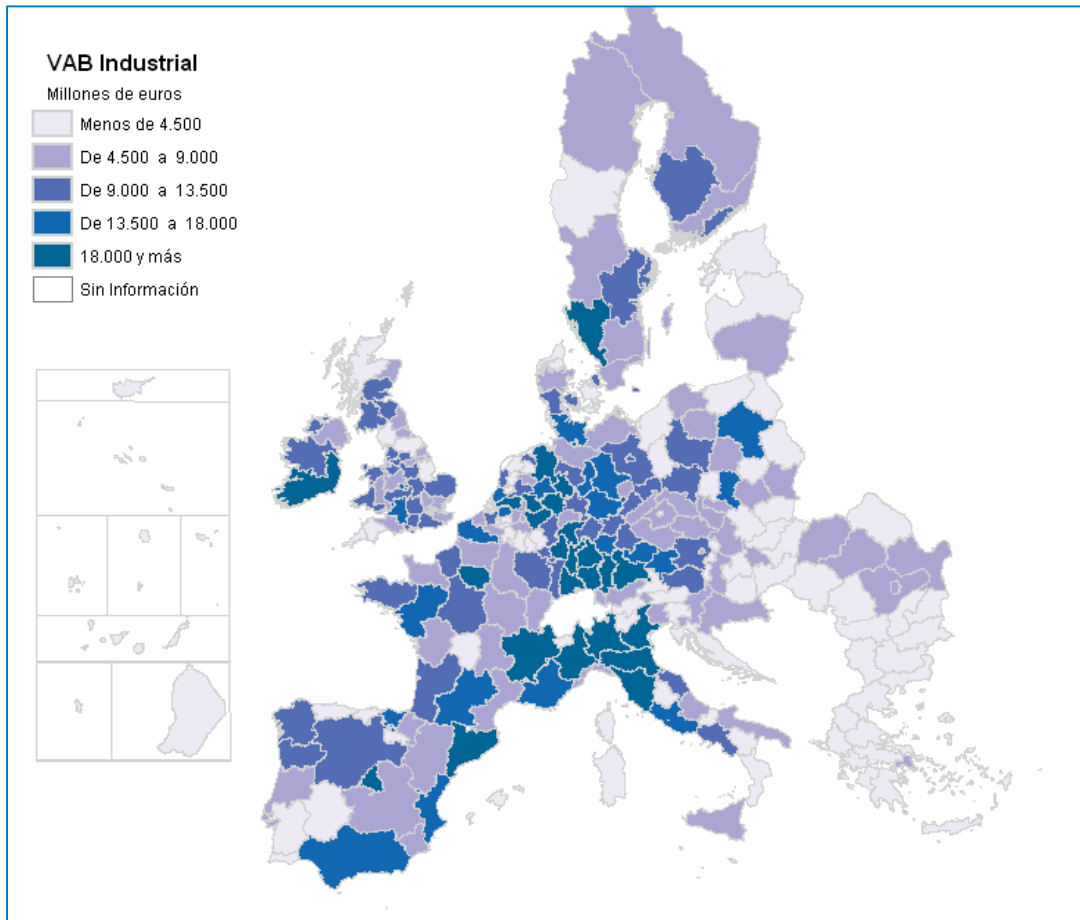 VAB Industrial
Millones de euros
Menos de 4.500
De 4.500 a 9.000
De 9.000 a 13.500
De 13.500 a 18.000
18.000 y más
Sin Información